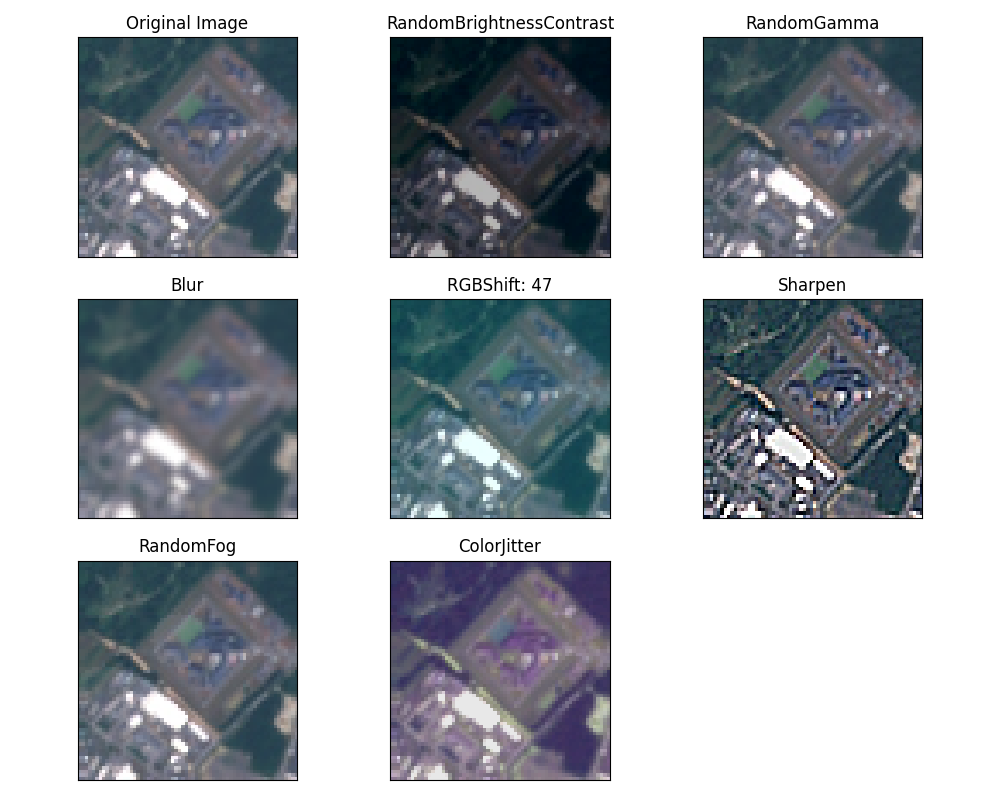 Original Image
RandomBrightnessContrast
RandomGamma
Blur
RGBShift: 47
Sharpen
RandomFog
ColorJitter